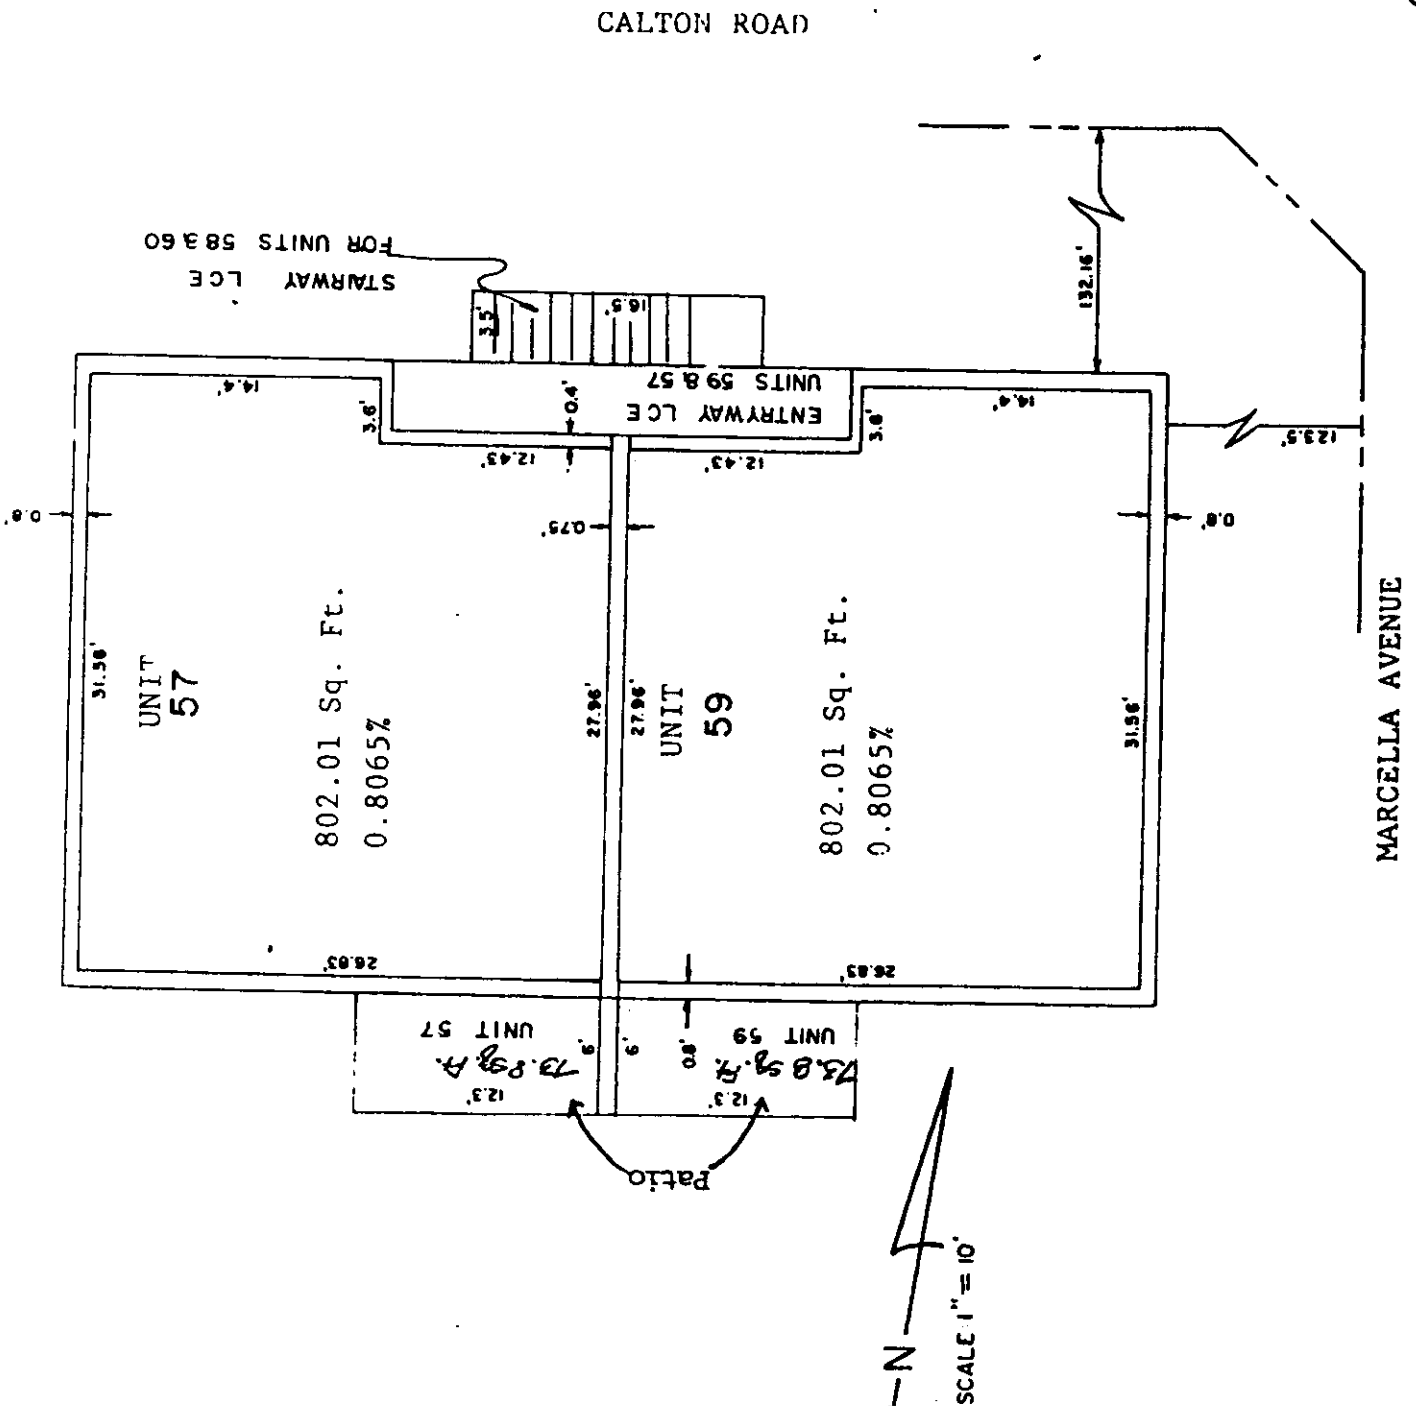 CALTON ROAD
STAIRWAY LCE
FOR UNITS 58 & 60
3.5'
16.5'
132.16'
123.5'
ENTRYWAY LCE
UNITS 59 & 57
14.4'
3.6'
0.4'
12.43'
12.43'
3.6'
14.4'
0.8'
0.75'
0.8'
31.56'
UNIT
57
802.01 Sq. Ft.
0.8065%
27.96'
27.96'
UNIT
59
802.01 Sq. Ft.
0.8065%
31.56'
MARCELLA AVENUE
26.83'
26.83'
UNIT 57
73.8 Sq. Ft.
12.3'
6'
6'
0.8'
UNIT 59
73.8 Sq. Ft.
12.3'
Patio
N
SCALE 1" = 10'